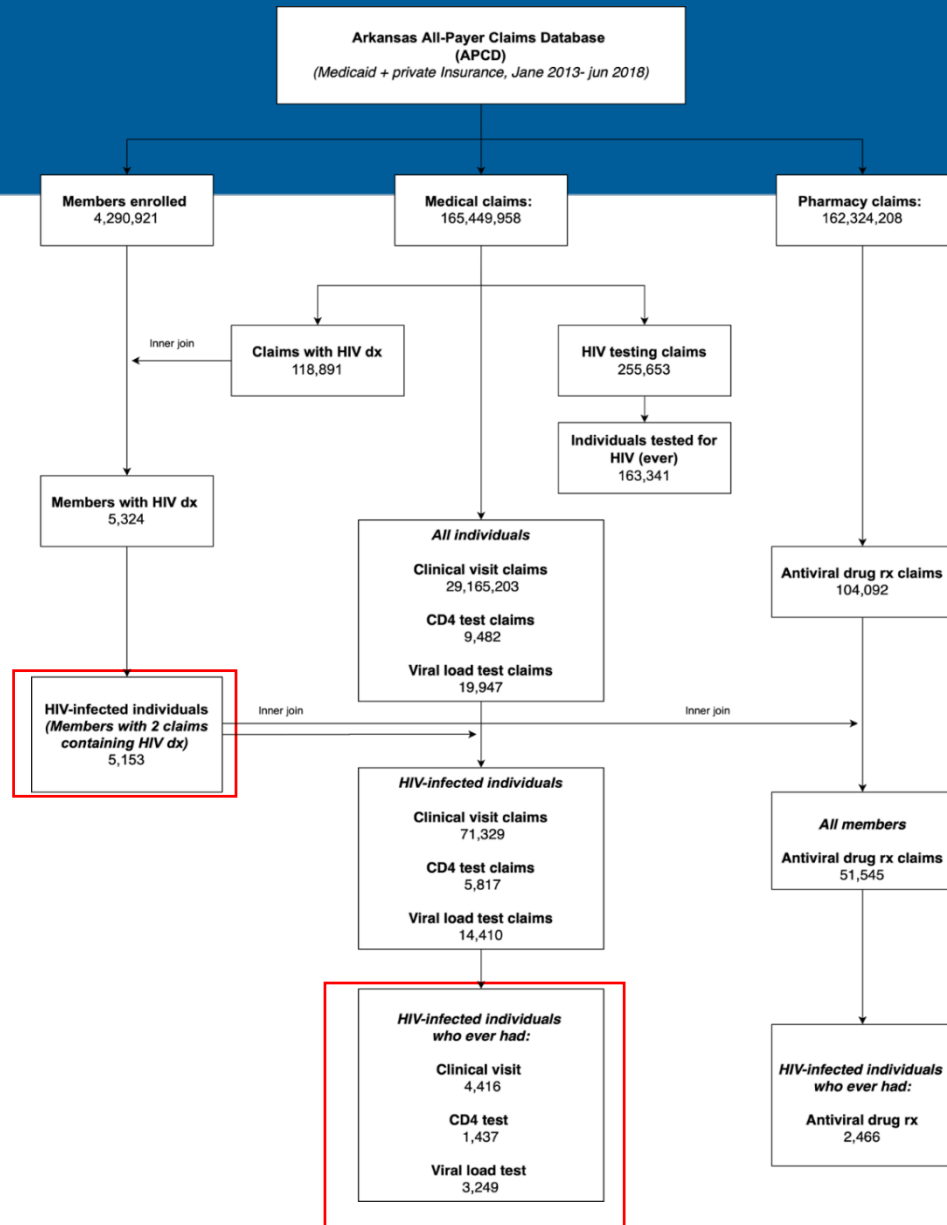 Arkansas All-Payer Claims Database
(APCD)
(Medicaid + private Insurance, Jane 2013- jun 2018)
Members enrolled
4,290,921
Medical claims:
165,449,958
Pharmacy claims:
162,324,208
Inner join
Claims with HIV dx
118,891
HIV testing claims
255,653
Individuals tested for
HIV (ever)
163,341
Members with HIV dx
5,324
All individuals
Clinical visit claims
29,165,203
CD4 test claims
9,482
Viral load test claims
19,947
Antiviral drug rx claims
104,092
HIV-infected individuals
(Members with 2 claims
containing HIV dx)
5,153
Inner join
Inner join
HIV-infected individuals
Clinical visit claims
71,329
CD4 test claims
5,817
Viral load test claims
14,410
All members
Antiviral drug rx claims
51,545
HIV-infected individuals
who ever had:
Clinical visit
4,416
CD4 test
1,437
Viral load test
3,249
HIV-infected individuals
who ever had:
Antiviral drug rx
2,466